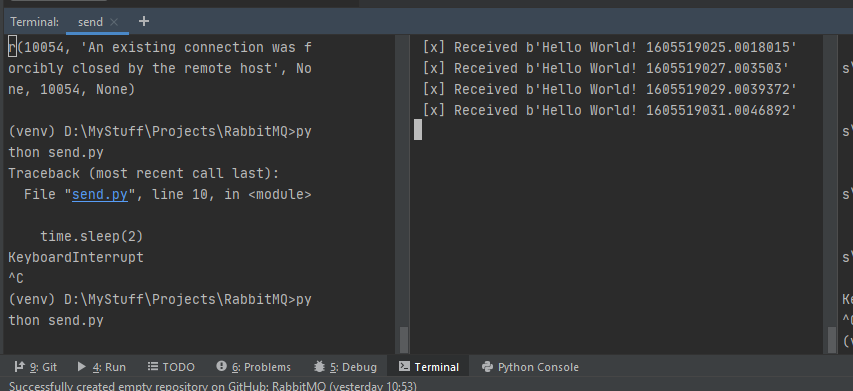 Terminal: send × +
r(10054, 'An existing connection was f
orcibly closed by the remote host', No
ne, 10054, None)
(venv) D:\MyStuff\Projects\RabbitMQ>py
thon send.py
Traceback (most recent call last):
File "send.py", line 10, in <module>
time.sleep(2)
KeyboardInterrupt
^C
(venv) D:\MyStuff\Projects\RabbitMQ>py
thon send.py
[x] Received b'Hello World! 1605519025.0018015'
[x] Received b'Hello World! 1605519027.003503'
[x] Received b'Hello World! 1605519029.0039372'
[x] Received b'Hello World! 1605519031.0046892'
s\
s\
s\
s\
Ke
^C
(v
9: Git 4: Run TODO 6: Problems 5: Debug Terminal Python Console
Successfully created empty repository on GitHub: RabbitMQ (yesterday 10:53)